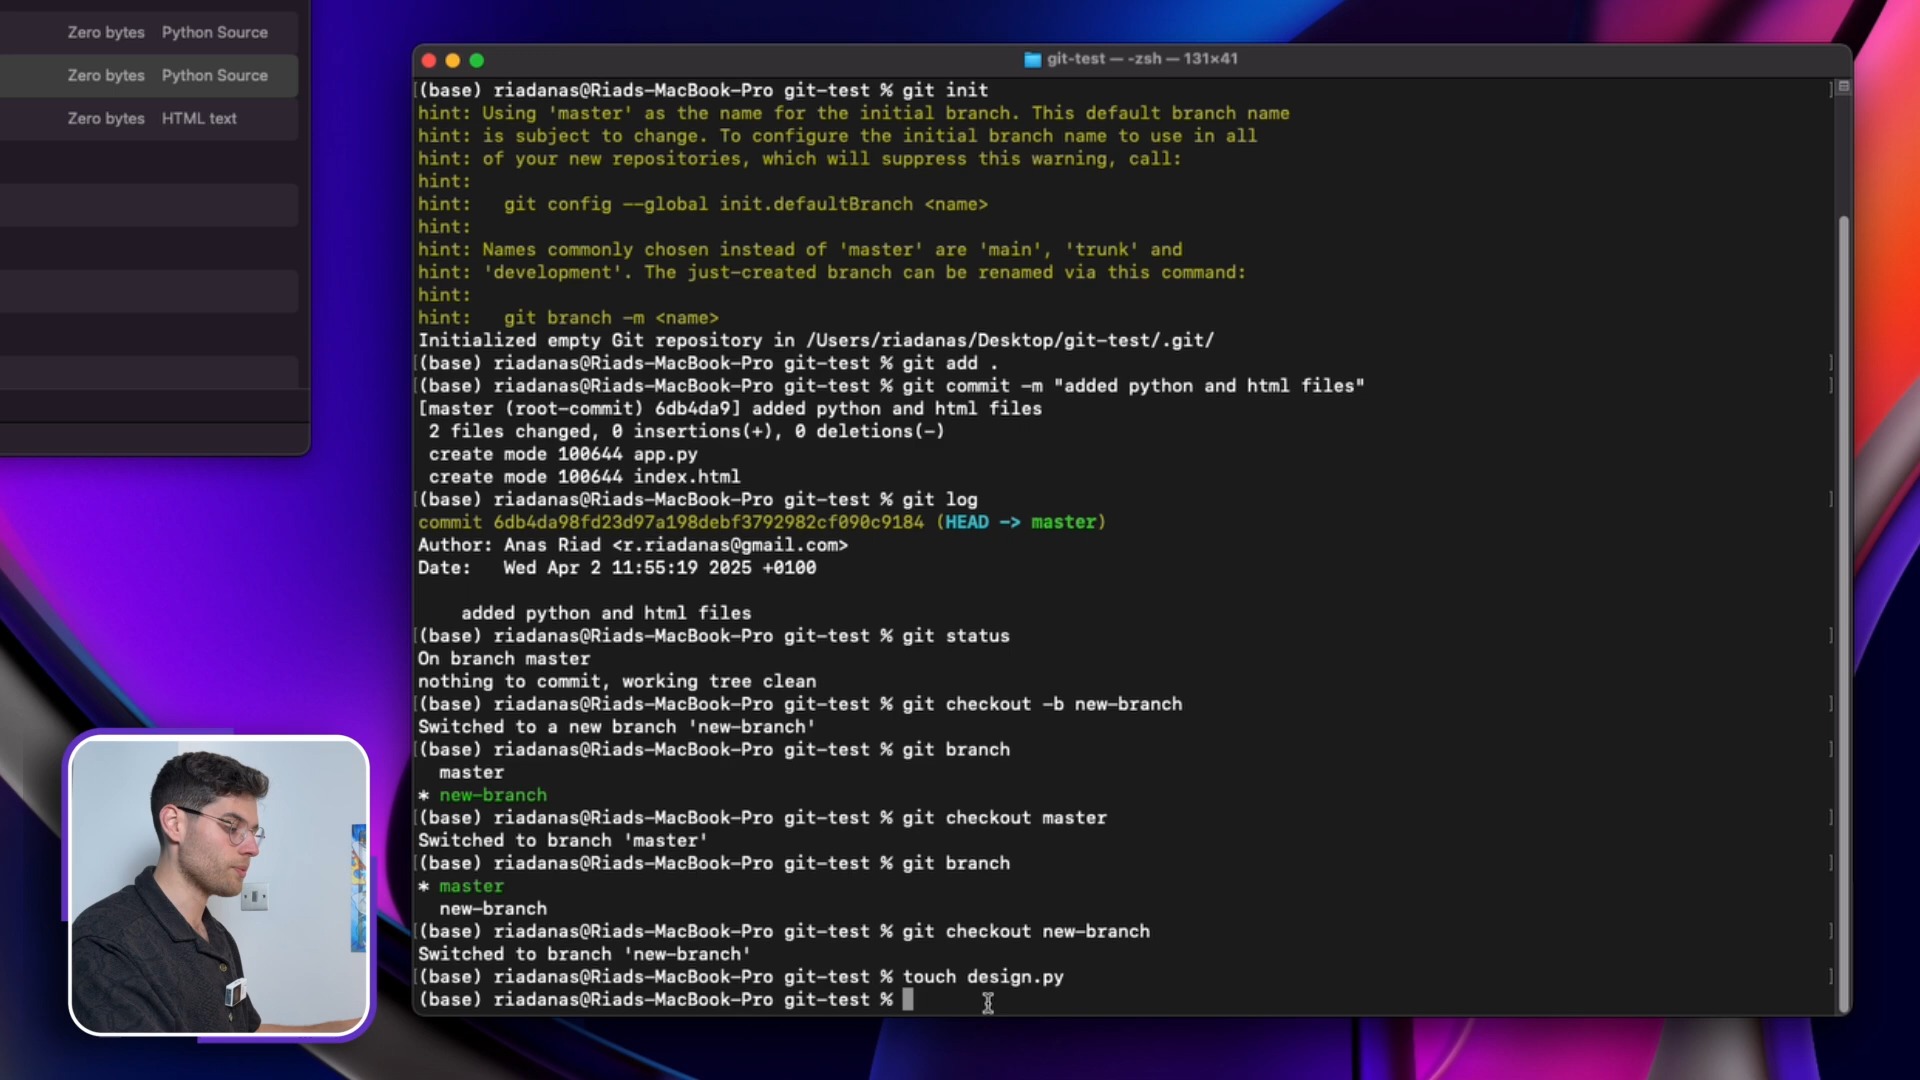 Zero bytes Python Source
Zero bytes Python Source
Zero bytes HTML text
git-test — -zsh — 131×41
(base) riadanas@Riads-MacBook-Pro git-test % git init
hint: Using 'master' as the name for the initial branch. This default branch name
hint: is subject to change. To configure the initial branch name to use in all
hint: of your new repositories, which will suppress this warning, call:
hint:
hint:   git config --global init.defaultBranch <name>
hint:
hint: Names commonly chosen instead of 'master' are 'main', 'trunk' and
hint: 'development'. The just-created branch can be renamed via this command:
hint:
hint:   git branch -m <name>
Initialized empty Git repository in /Users/riadanas/Desktop/git-test/.git/
(base) riadanas@Riads-MacBook-Pro git-test % git add .
(base) riadanas@Riads-MacBook-Pro git-test % git commit -m "added python and html files"
[master (root-commit) 6db4da9] added python and html files
 2 files changed, 0 insertions(+), 0 deletions(-)
 create mode 100644 app.py
 create mode 100644 index.html
(base) riadanas@Riads-MacBook-Pro git-test % git log
commit 6db4da98fd23d97a198debf3792982cf090c9184 (HEAD -> master)
Author: Anas Riad <r.riadanas@gmail.com>
Date:   Wed Apr 2 11:55:19 2025 +0100
    added python and html files
(base) riadanas@Riads-MacBook-Pro git-test % git status
On branch master
nothing to commit, working tree clean
(base) riadanas@Riads-MacBook-Pro git-test % git checkout -b new-branch
Switched to a new branch 'new-branch'
(base) riadanas@Riads-MacBook-Pro git-test % git branch
  master
* new-branch
(base) riadanas@Riads-MacBook-Pro git-test % git checkout master
Switched to branch 'master'
(base) riadanas@Riads-MacBook-Pro git-test % git branch
* master
  new-branch
(base) riadanas@Riads-MacBook-Pro git-test % git checkout new-branch
Switched to branch 'new-branch'
(base) riadanas@Riads-MacBook-Pro git-test % touch design.py
(base) riadanas@Riads-MacBook-Pro git-test %